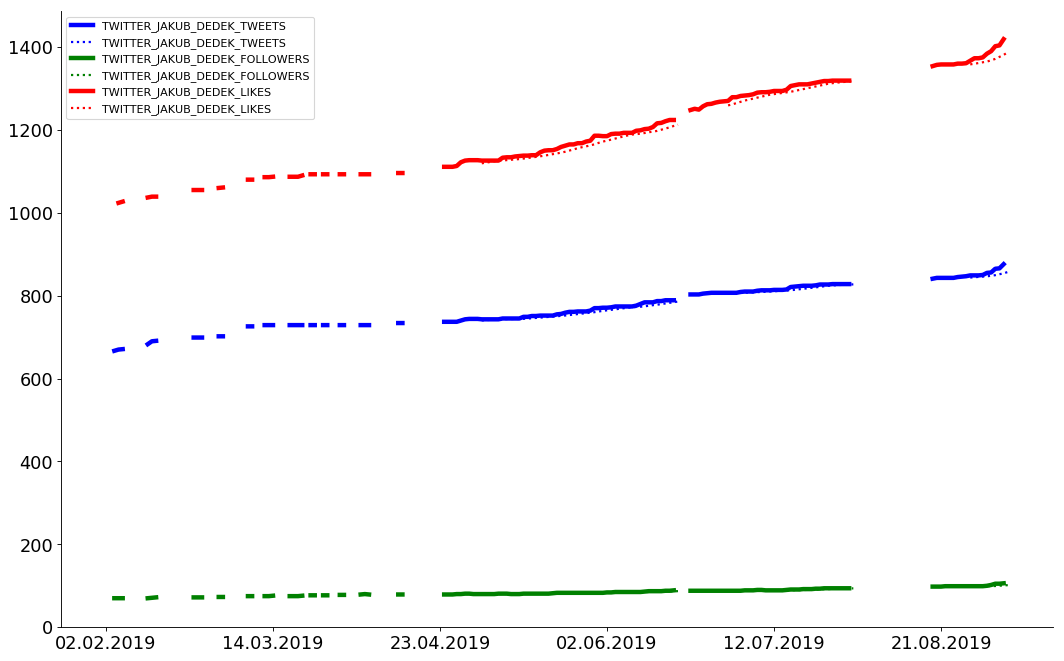 TWITTER_JAKUB_DEDEK_TWEETS
TWITTER_JAKUB_DEDEK_TWEETS
TWITTER_JAKUB_DEDEK_FOLLOWERS
TWITTER_JAKUB_DEDEK_FOLLOWERS
TWITTER_JAKUB_DEDEK_LIKES
TWITTER_JAKUB_DEDEK_LIKES
1400
1200
1000
800
600
400
200
0
02.02.2019 14.03.2019 23.04.2019 02.06.2019 12.07.2019 21.08.2019